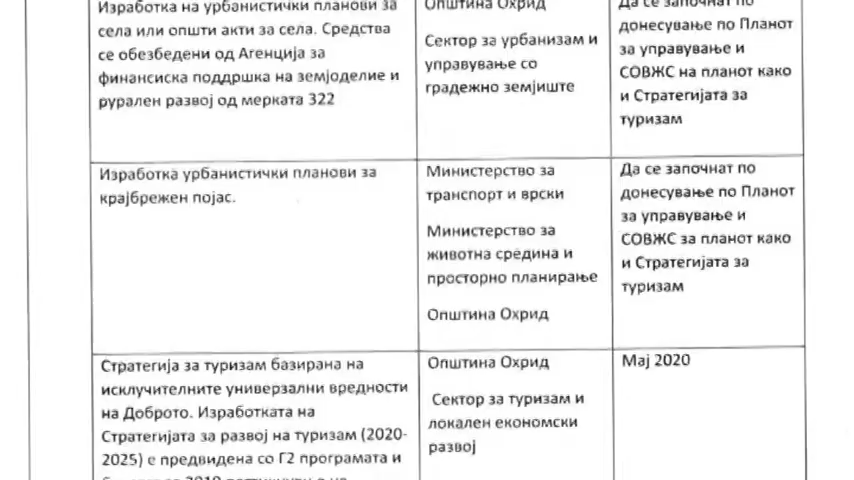 Изработка на урбанистички планови за
села или општи акти за села. Средства
се обезбедени од Агенција за
финансиска поддршка на земјоделие и
рурален развој од мерката 322
Општина Охрид
Сектор за урбанизам и
управување со
градежно земјиште
Да се започнат по
донесување по Планот
за управување и
СОВЖС на планот како
и Стратегијата за
туризам
Изработка урбанистички планови за
крајбрежен појас.
Министерство за
транспорт и врски
Министерство за
животна средина и
просторно планирање
Општина Охрид
Да се започнат по
донесување по Планот
за управување и
СОВЖС за планот како
и Стратегијата за
туризам
Стратегија за туризам базирана на
исклучителните универзални вредности
на Доброто. Изработката на
Стратегијата за развој на туризам (2020-
2025) е предвидена со Г2 програмата и
Општина Охрид
Сектор за туризам и
локален економски
развој
Мај 2020